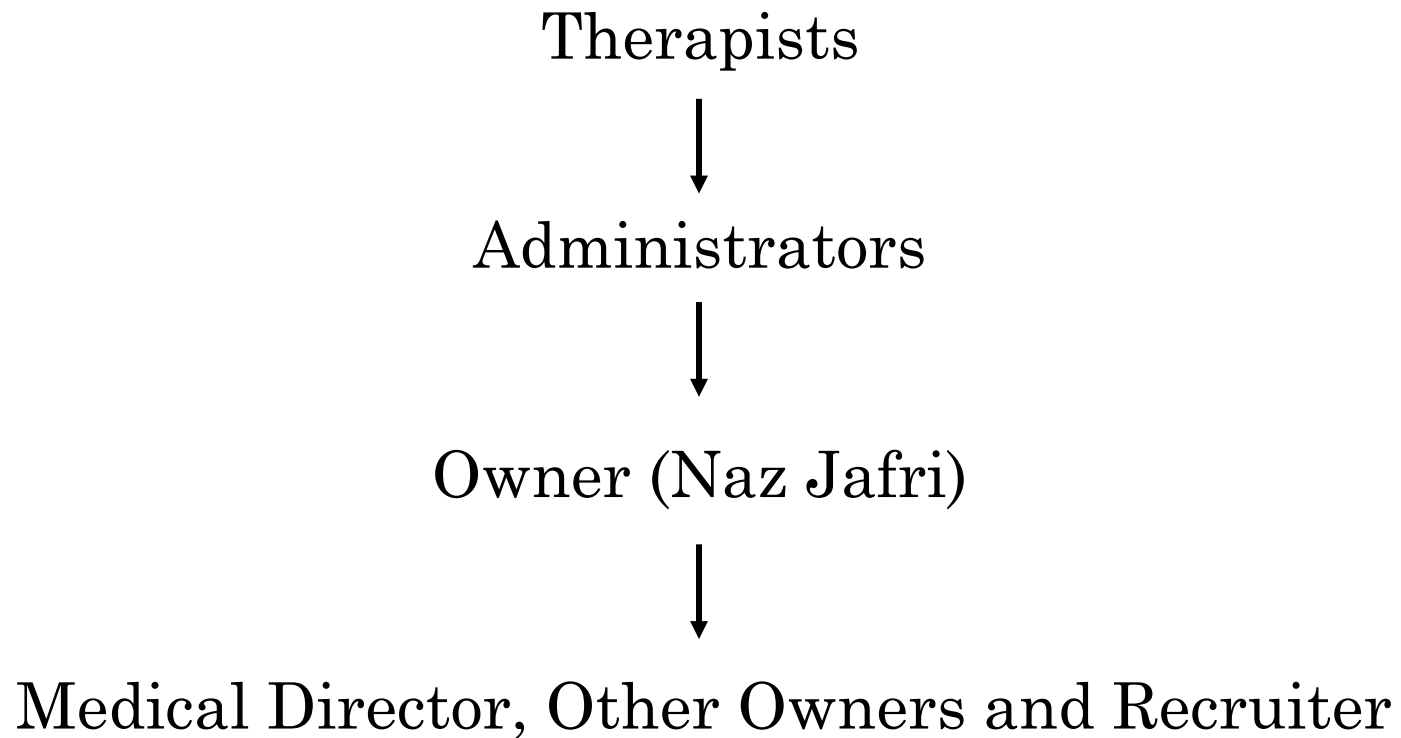 Therapists
Administrators
Owner (Naz Jafri)
Medical Director, Other Owners and Recruiter